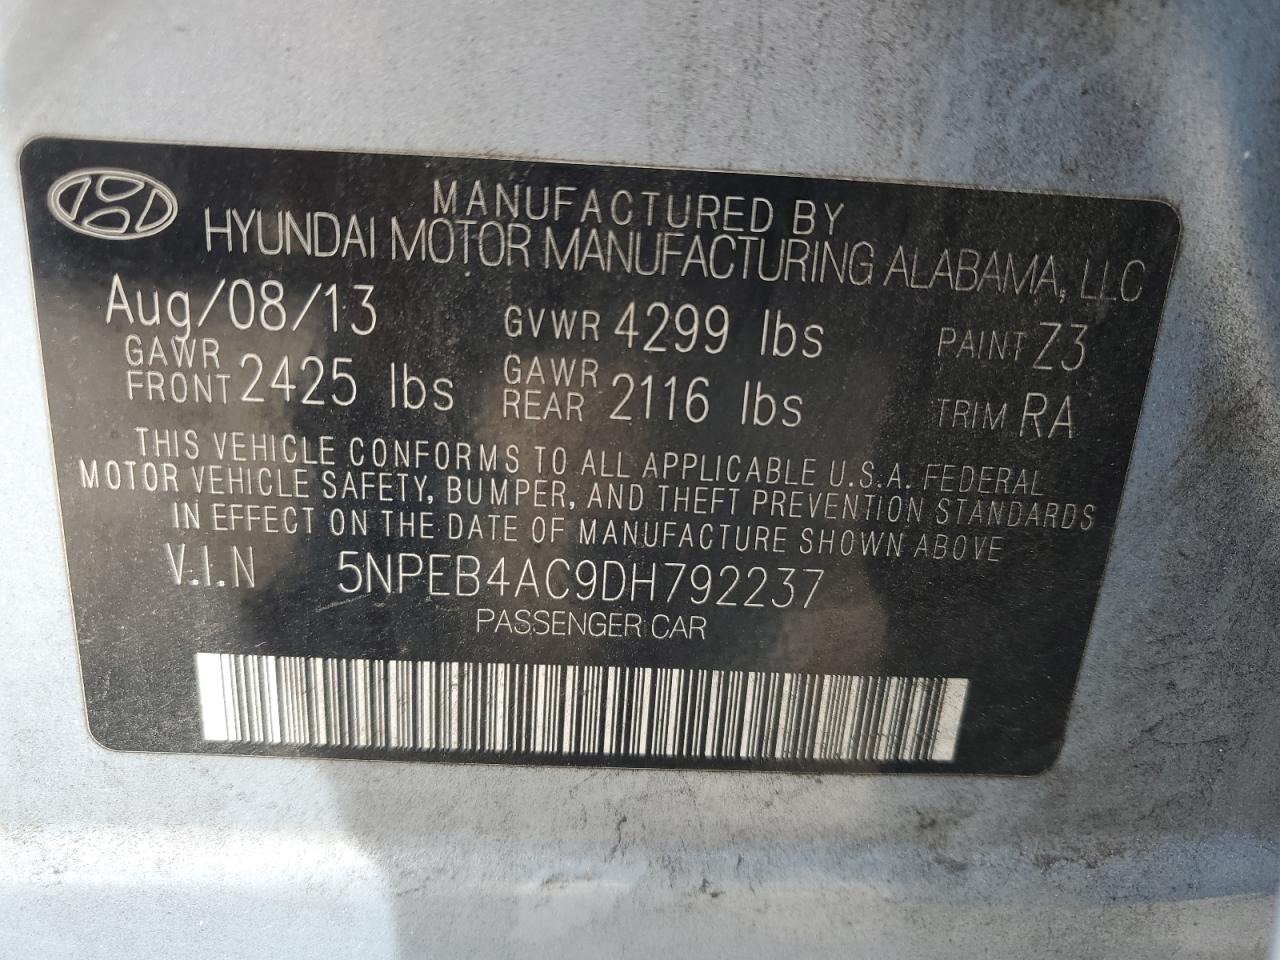 MANUFACTURED BY
HYUNDAI MOTOR MANUFACTURING ALABAMA, LLC
Aug/08/13 GVWR 4299 lbs PAINT Z3
GAWR FRONT 2425 lbs GAWR REAR 2116 lbs TRIM RA
THIS VEHICLE CONFORMS TO ALL APPLICABLE U.S.A. FEDERAL
MOTOR VEHICLE SAFETY, BUMPER, AND THEFT PREVENTION STANDARDS
IN EFFECT ON THE DATE OF MANUFACTURE SHOWN ABOVE
V.I.N 5NPEB4AC9DH792237
PASSENGER CAR